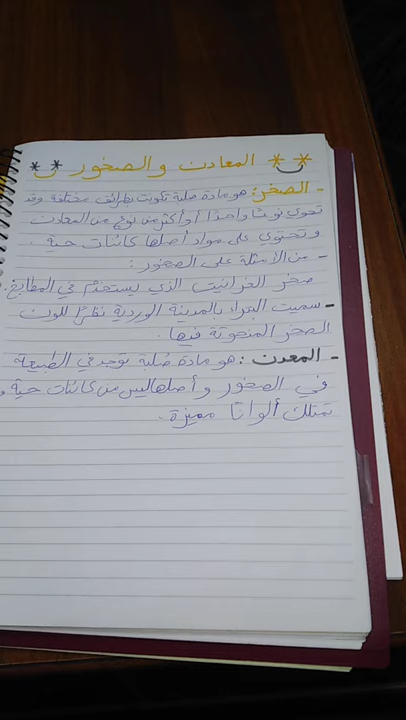 المعادن والصخور
- الصخر: هو مادة صلبة تكونت بطرائق مختلفة وقد
تحوي نوعًا واحدًا أو أكثر من نوع من المعادن
وتحتوي على مواد أصلها كائنات حية.
- من الأمثلة على الصخور:
صخر الغرانيت الذي يستخدم في المطابخ.
- سميت البتراء بالمدينة الوردية نظرًا للون
الصخر المنحوتة فيها.
- المعدن: هو مادة صُلبة توجد في الطبيعة
في الصخور وأصلها ليس من كائنات حية و
تمتلك ألوانًا مميزة.